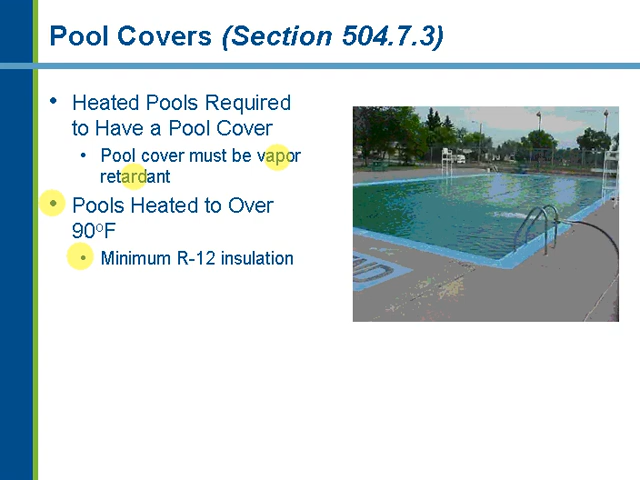 Pool Covers (Section 504.7.3)
• Heated Pools Required
to Have a Pool Cover
• Pool cover must be vapor
retardant
• Pools Heated to Over
90ºF
• Minimum R-12 insulation